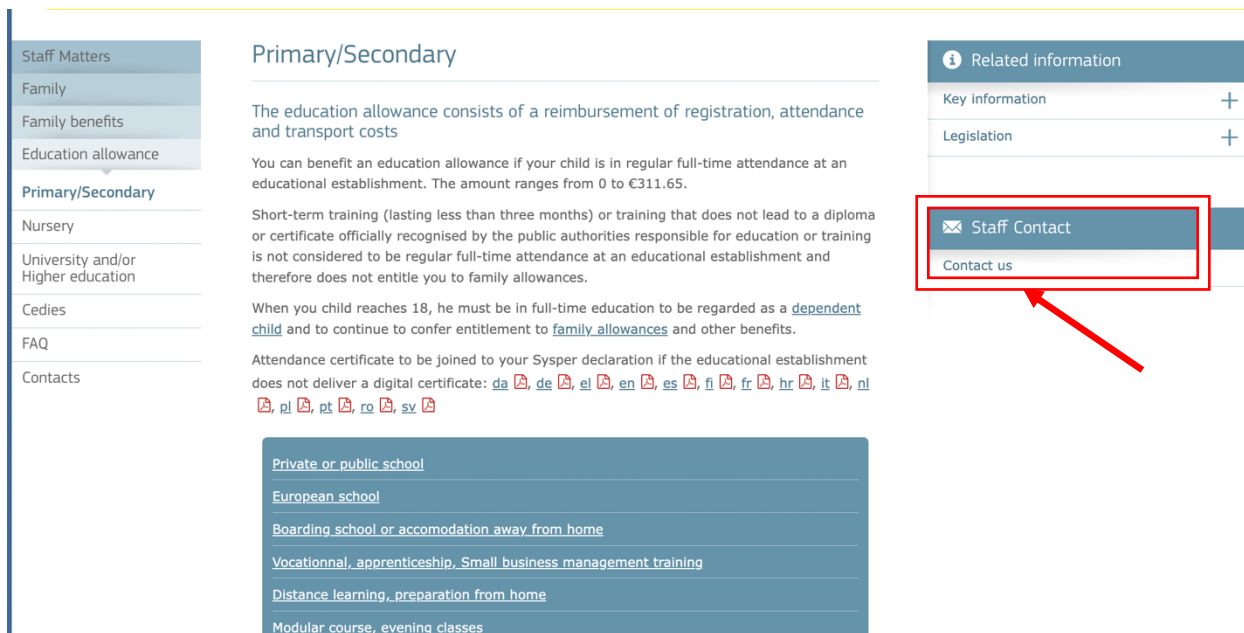 Staff Matters
Family
Family benefits
Education allowance
Primary/Secondary
Nursery
University and/or
Higher education
Cedies
FAQ
Contacts
Primary/Secondary
The education allowance consists of a reimbursement of registration, attendance
and transport costs
You can benefit an education allowance if your child is in regular full-time attendance at an
educational establishment. The amount ranges from 0 to €311.65.
Short-term training (lasting less than three months) or training that does not lead to a diploma
or certificate officially recognised by the public authorities responsible for education or training
is not considered to be regular full-time attendance at an educational establishment and
therefore does not entitle you to family allowances.
When you child reaches 18, he must be in full-time education to be regarded as a dependent
child and to continue to confer entitlement to family allowances and other benefits.
Attendance certificate to be joined to your Sysper declaration if the educational establishment
does not deliver a digital certificate: da, de, el, en, es, fi, fr, hr, it, nl
, pl, pt, ro, sv
Private or public school
European school
Boarding school or accomodation away from home
Vocationnal, apprenticeship, Small business management training
Distance learning, preparation from home
Modular course, evening classes
Related information
Key information
Legislation
Staff Contact
Contact us